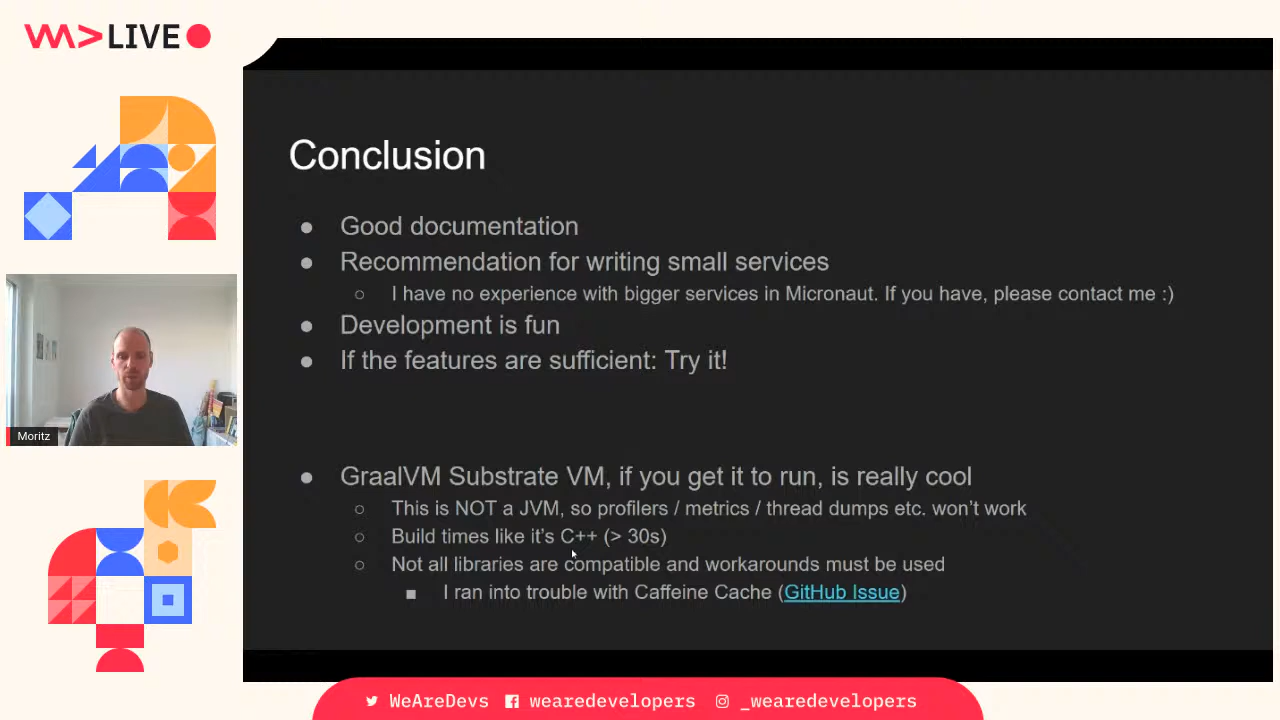 LIVE
Conclusion
● Good documentation
● Recommendation for writing small services
○ I have no experience with bigger services in Micronaut. If you have, please contact me :)
● Development is fun
● If the features are sufficient: Try it!
Moritz
● GraalVM Substrate VM, if you get it to run, is really cool
○ This is NOT a JVM, so profilers / metrics / thread dumps etc. won’t work
○ Build times like it’s C++ (> 30s)
○ Not all libraries are compatible and workarounds must be used
■ I ran into trouble with Caffeine Cache (GitHub Issue)
WeAreDevs wearedevelopers _wearedevelopers